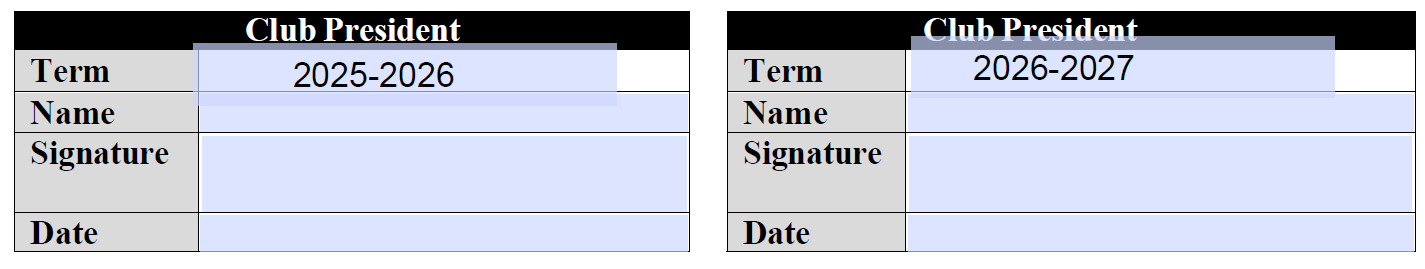 Club President
Term 2025-2026
Name
Signature
Date
Club President
Term 2026-2027
Name
Signature
Date